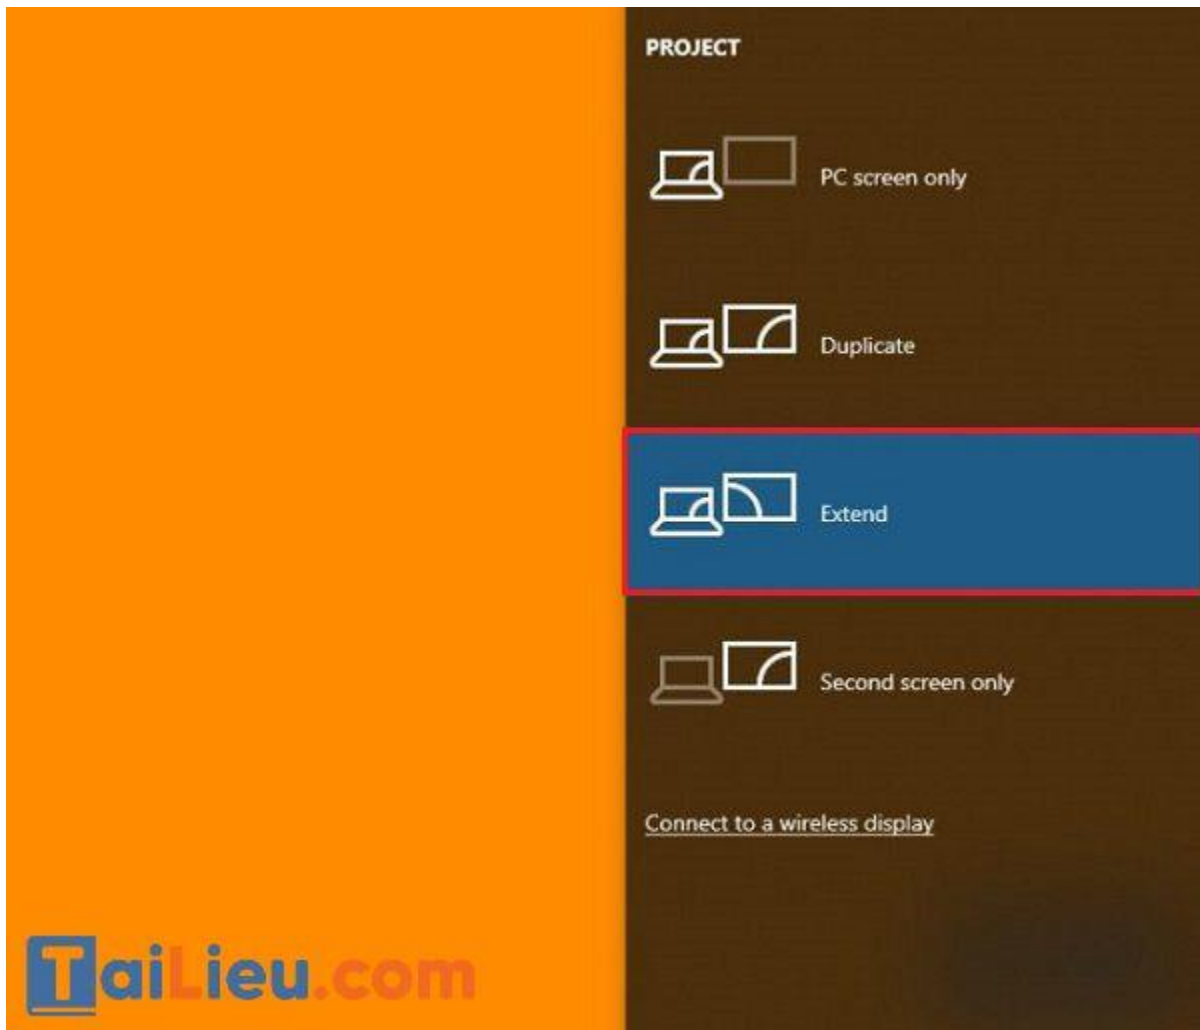 PROJECT
PC screen only
Duplicate
Extend
Second screen only
Connect to a wireless display
TaiLieu.com